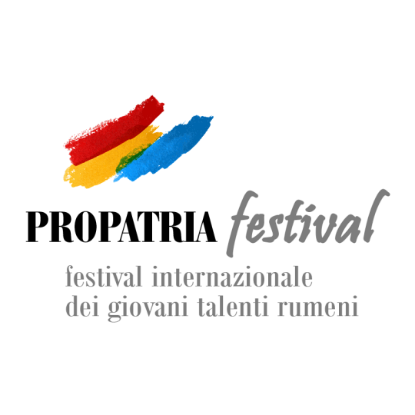 PROPATRIA festival
festival internazionale
dei giovani talenti rumeni